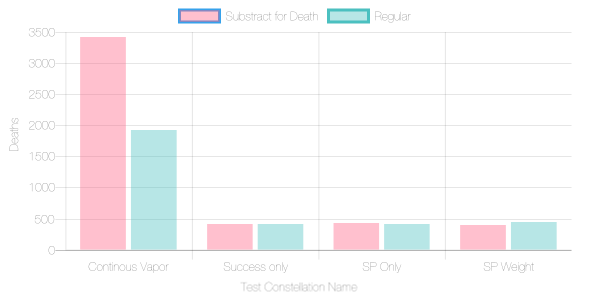 Substract for Death Regular
3500
3000
2500
2000
1500
1000
500
0
Deaths
Continous Vapor Success only SP Only SP Weight
Test Constellation Name